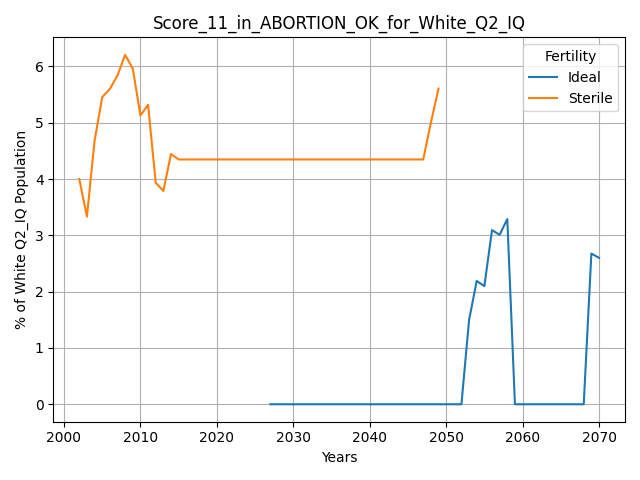 Score_11_in_ABORTION_OK_for_White_Q2_IQ
% of White Q2_IQ Population
6
5
4
3
2
1
0
Fertility
Ideal
Sterile
2000 2010 2020 2030 2040 2050 2060 2070
Years